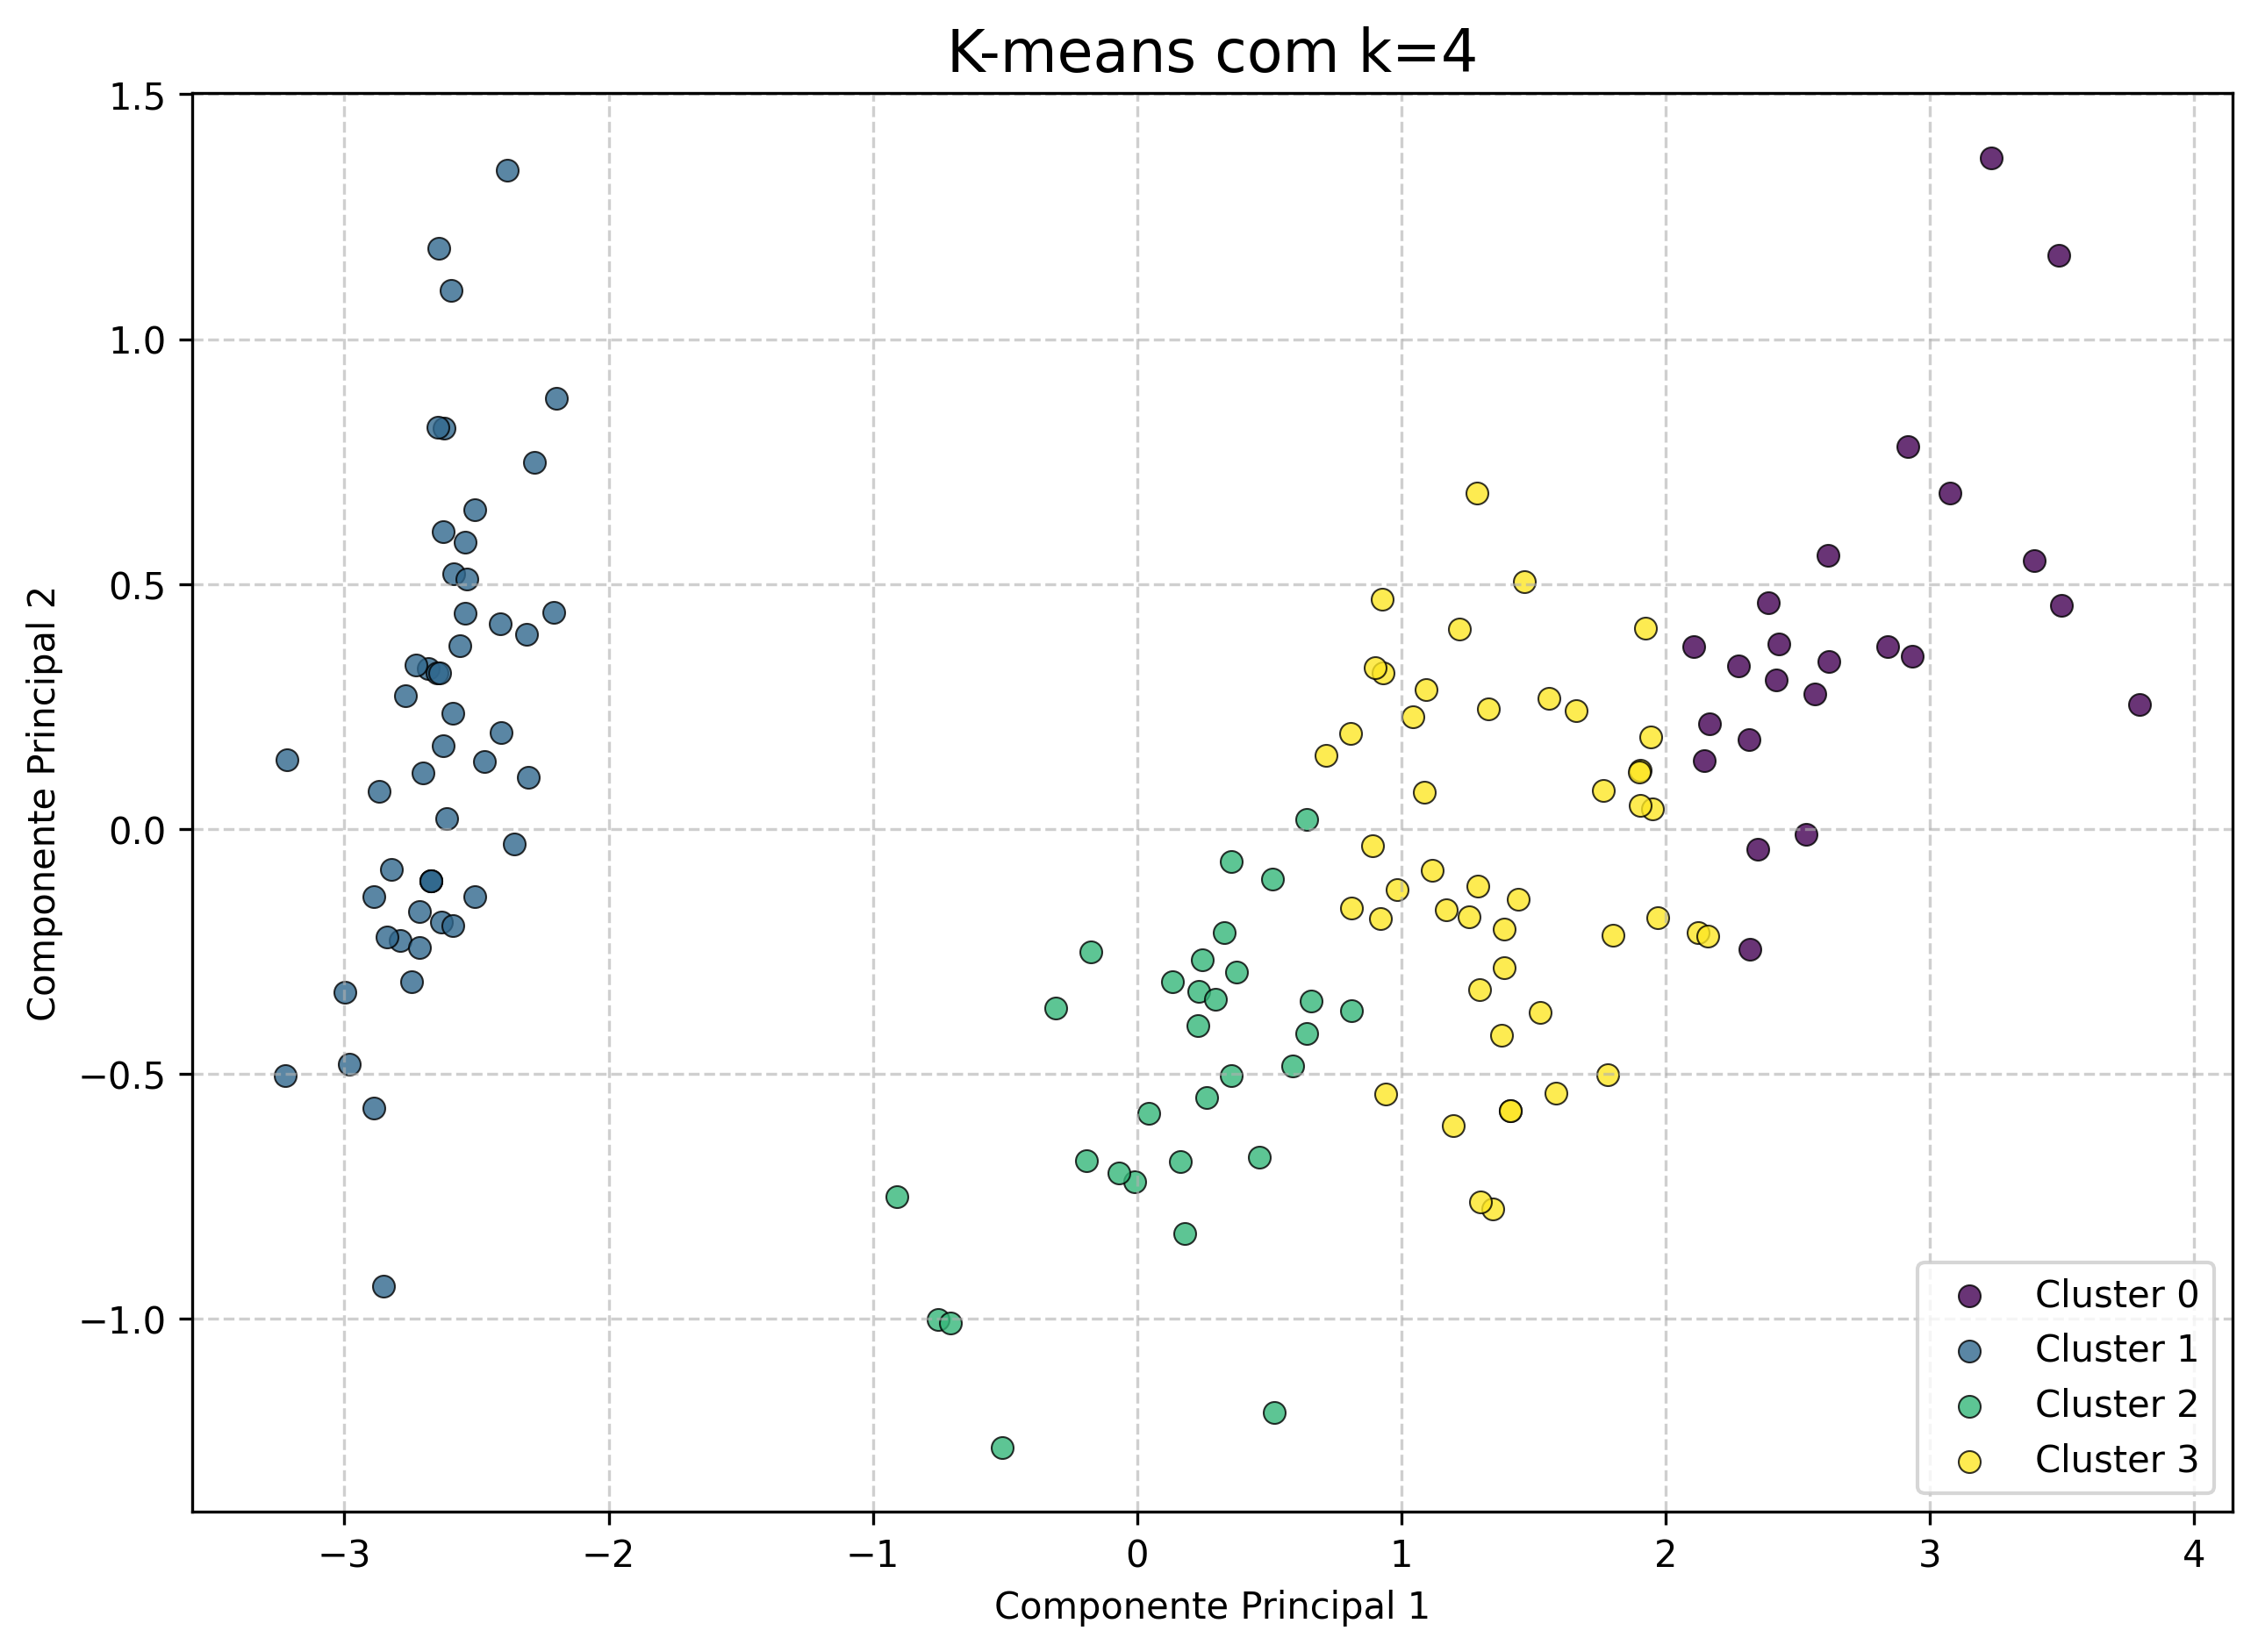 K-means com k=4
1.5
1.0
0.5
0.0
−0.5
−1.0
Componente Principal 2
−3
−2
−1
0
1
2
3
4
Componente Principal 1
Cluster 0
Cluster 1
Cluster 2
Cluster 3